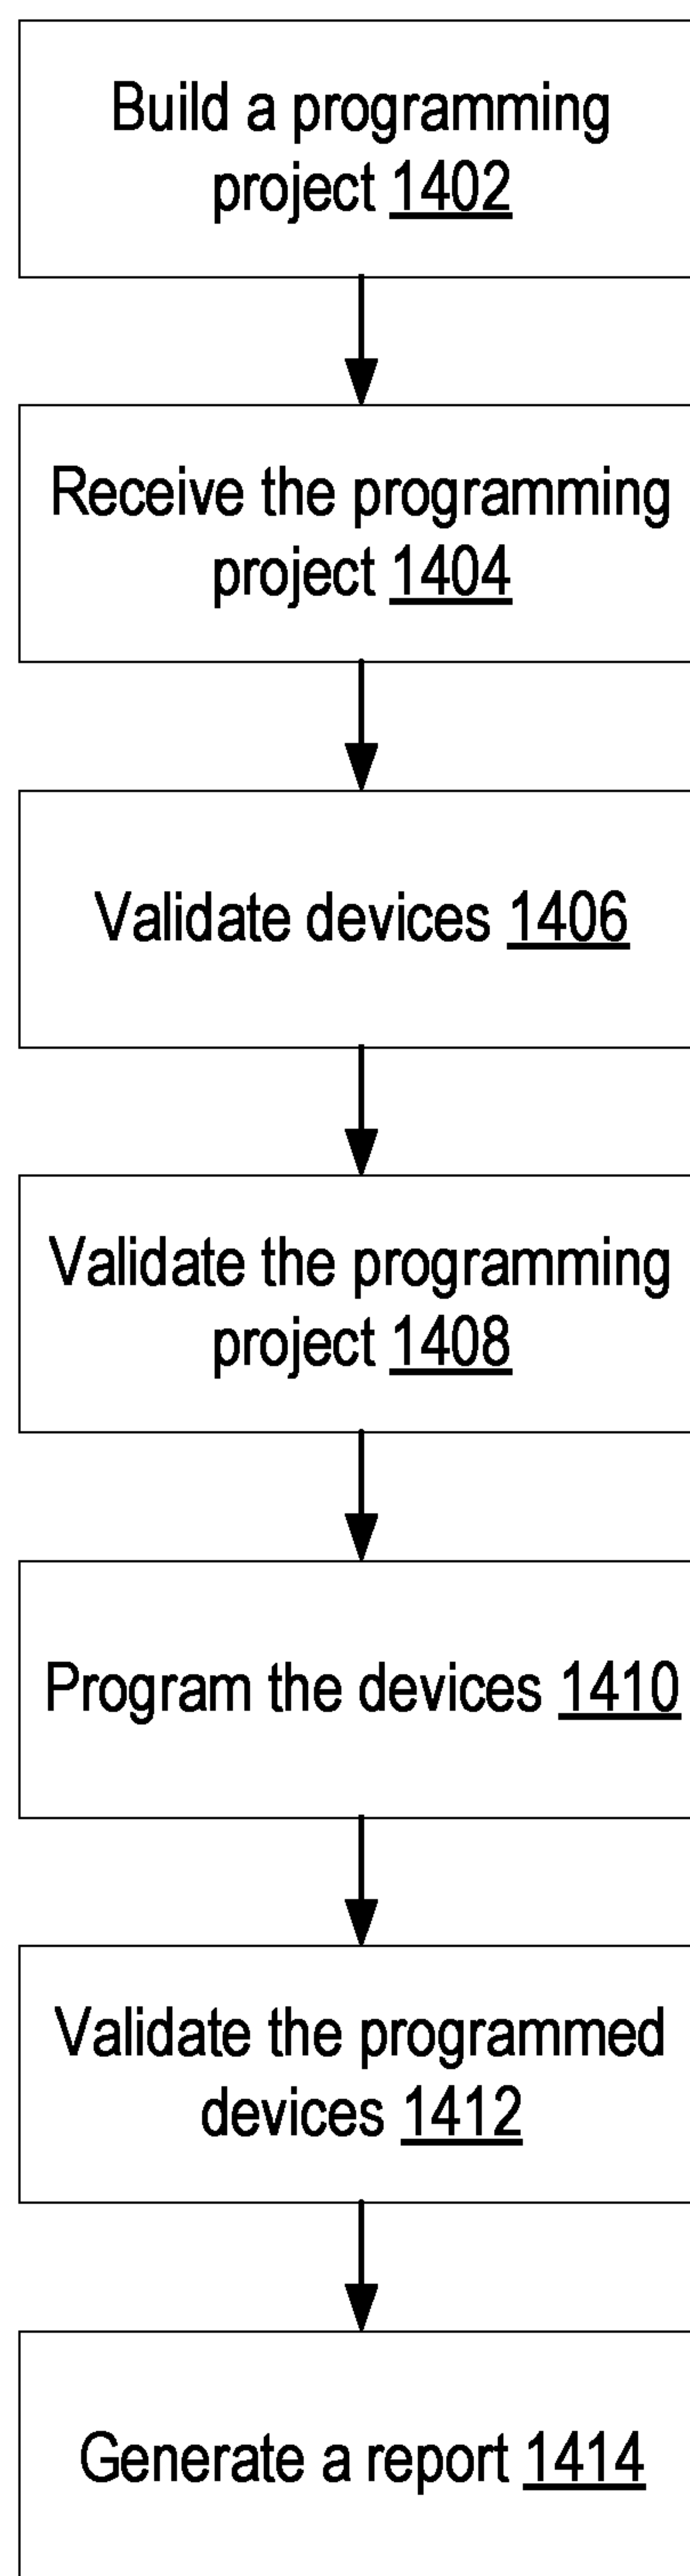 Build a programming
project 1402
Receive the programming
project 1404
Validate devices 1406
Validate the programming
project 1408
Program the devices 1410
Validate the programmed
devices 1412
Generate a report 1414